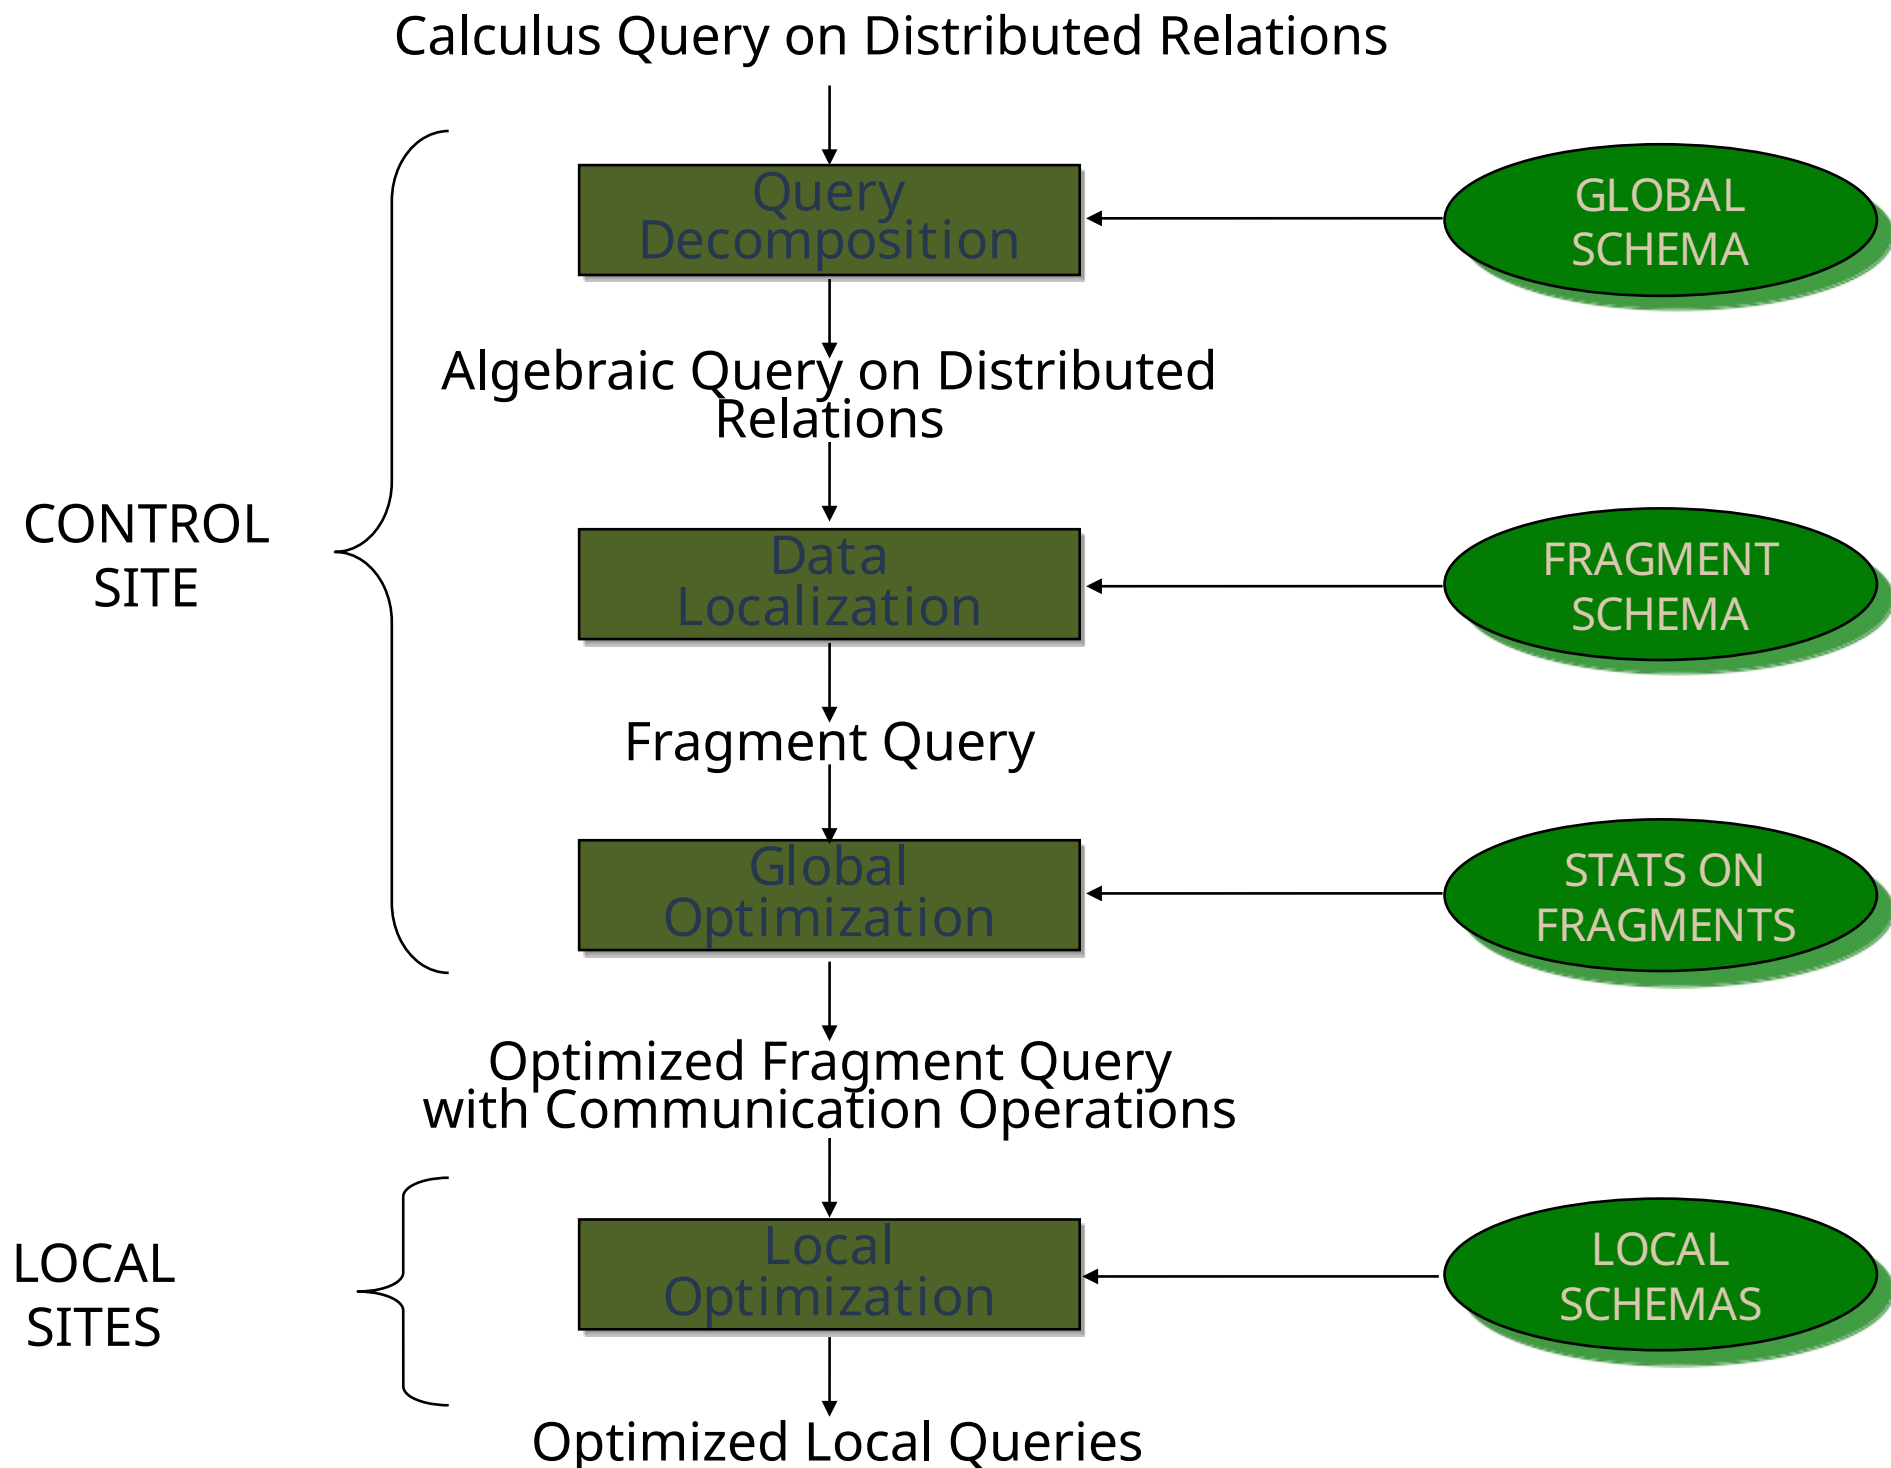 Calculus Query on Distributed Relations
Query
Decomposition
GLOBAL
SCHEMA
Algebraic Query on Distributed
Relations
CONTROL
SITE
Data
Localization
FRAGMENT
SCHEMA
Fragment Query
Global
Optimization
STATS ON
FRAGMENTS
Optimized Fragment Query
with Communication Operations
LOCAL
SITES
Local
Optimization
LOCAL
SCHEMAS
Optimized Local Queries